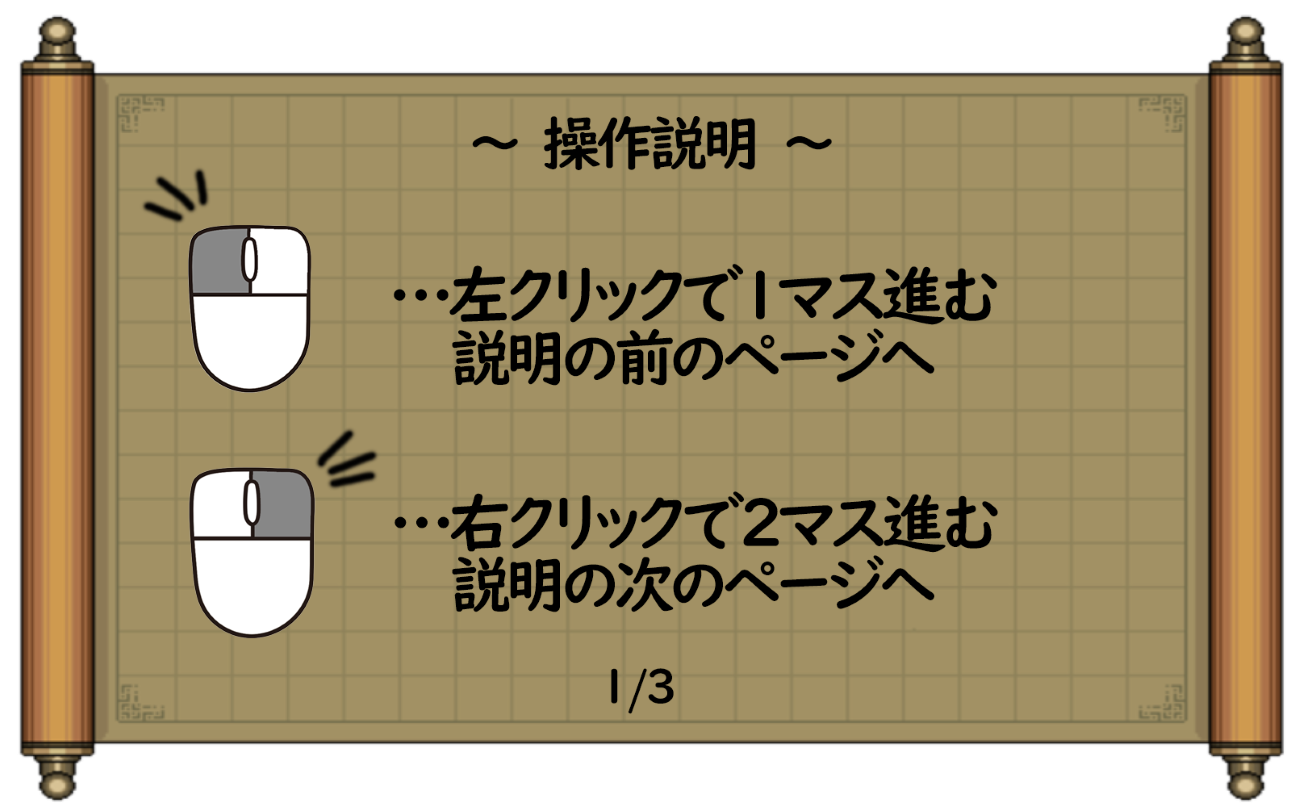 ～ 操作説明 ～
…左クリックで1マス進む
説明の前のページへ
…右クリックで2マス進む
説明の次のページへ
1/3